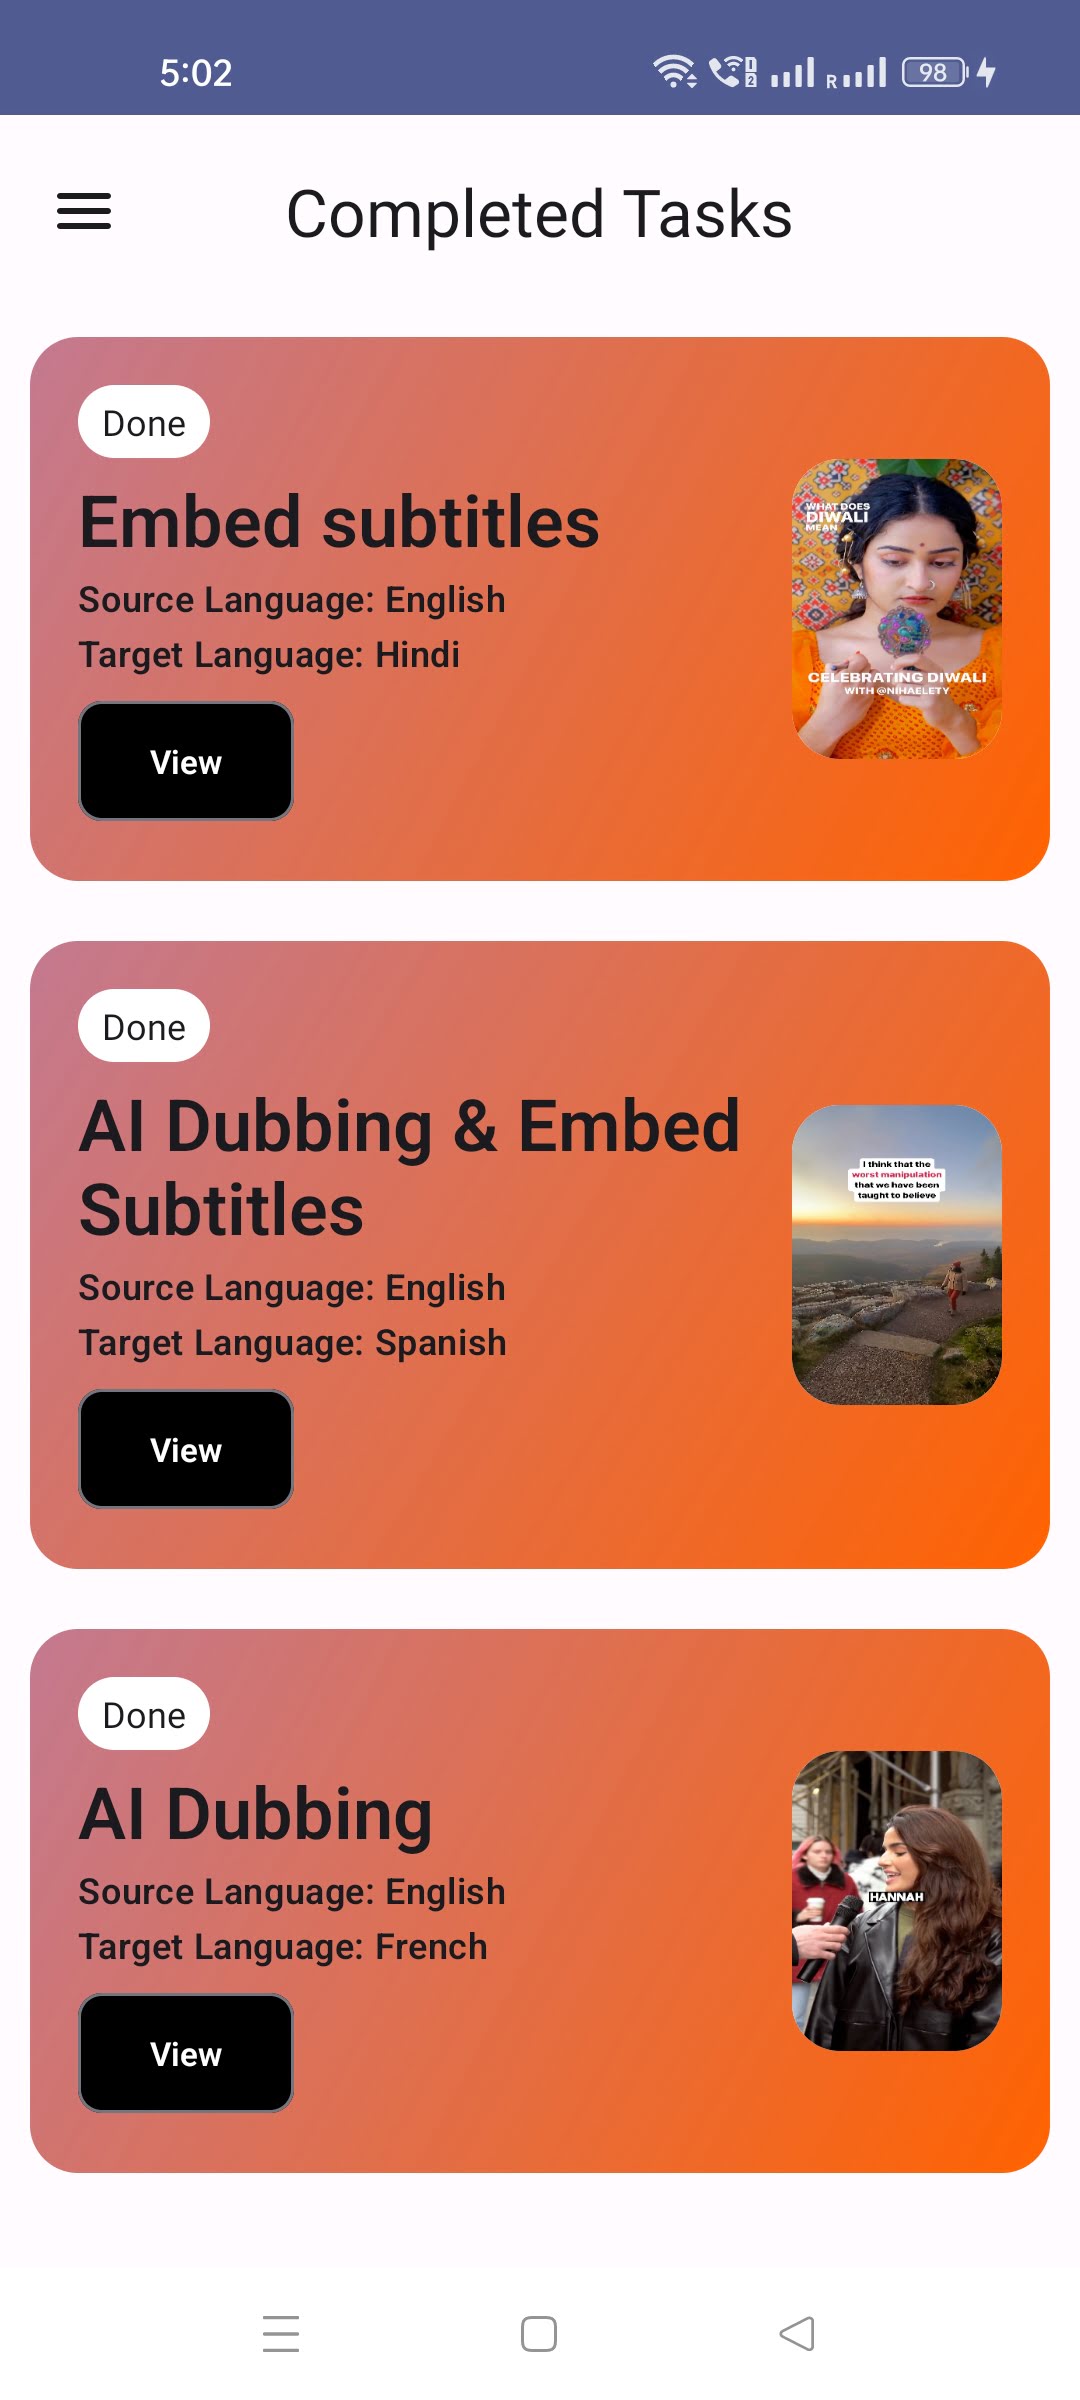 5:02
R
98
Completed Tasks
Done
Embed subtitles
Source Language: English
Target Language: Hindi
View
WHAT DOES
DIWALI
MEAN
CELEBRATING DIWALI
WITH @NIHAELETY
Done
AI Dubbing & Embed
Subtitles
Source Language: English
Target Language: Spanish
View
I think that the
worst manipulation
that we have been
taught to believe
Done
AI Dubbing
Source Language: English
Target Language: French
View
HANNAH